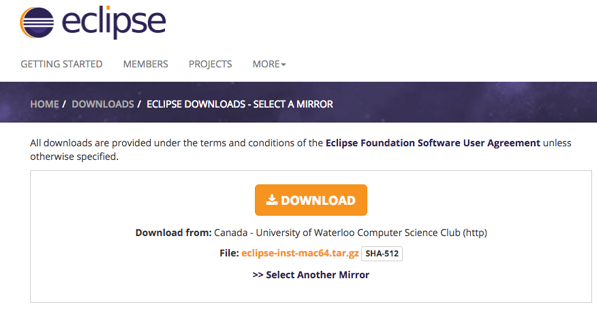 eclipse
GETTING STARTED MEMBERS PROJECTS MORE
HOME / DOWNLOADS / ECLIPSE DOWNLOADS - SELECT A MIRROR
All downloads are provided under the terms and conditions of the Eclipse Foundation Software User Agreement unless
otherwise specified.
DOWNLOAD
Download from: Canada - University of Waterloo Computer Science Club (http)
File: eclipse-inst-mac64.tar.gz SHA-512
>> Select Another Mirror